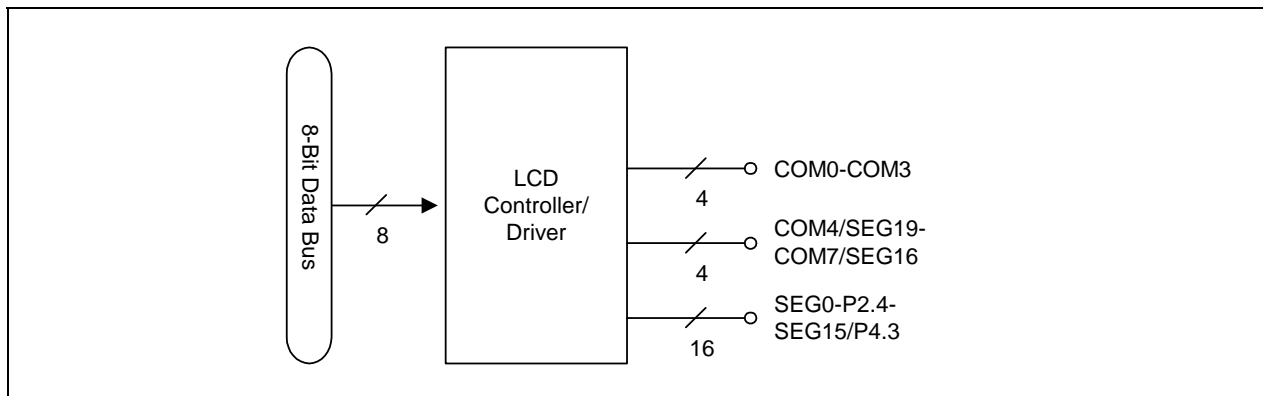 8-Bit Data Bus
8
LCD
Controller/
Driver
4
COM0-COM3
4
COM4/SEG19-
COM7/SEG16
16
SEG0-P2.4-
SEG15/P4.3